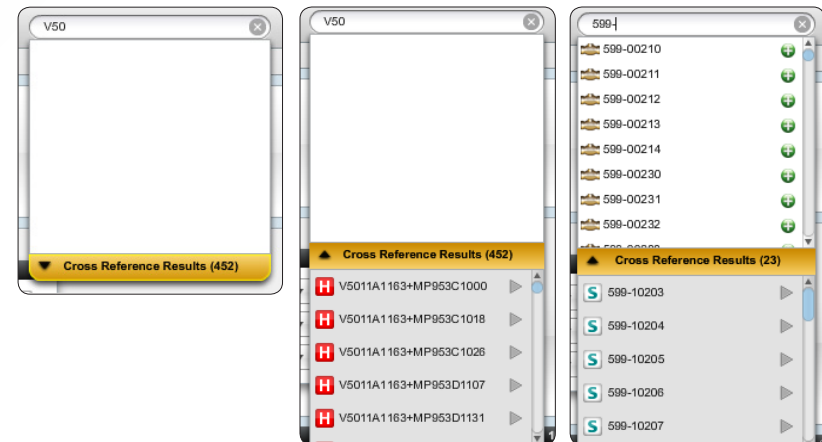 V50
Cross Reference Results (452)
V50
Cross Reference Results (452)
H V5011A1163+MP953C1000
H V5011A1163+MP953C1018
H V5011A1163+MP953C1026
H V5011A1163+MP953D1107
H V5011A1163+MP953D1131
1
599-
599-00210
599-00211
599-00212
599-00213
599-00214
599-00230
599-00231
599-00232
Cross Reference Results (23)
S 599-10203
S 599-10204
S 599-10205
S 599-10206
S 599-10207